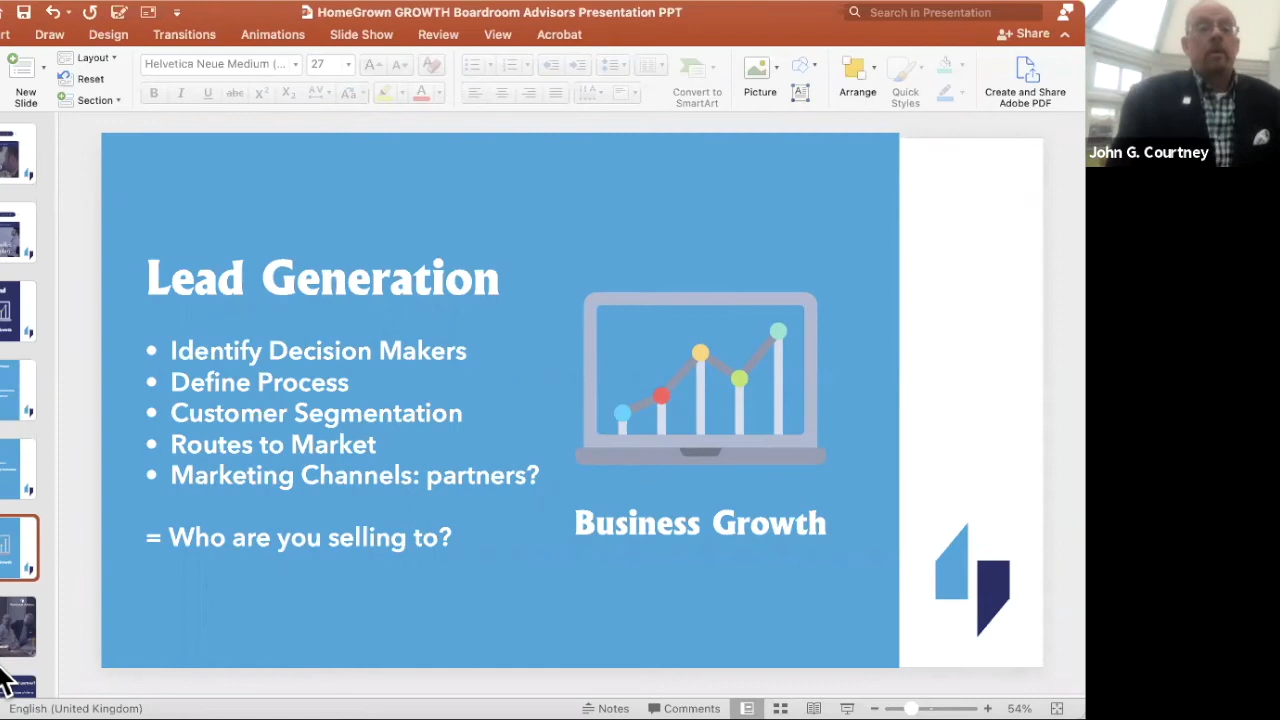 HomeGrown GROWTH Boardroom Advisors Presentation PPT
Search in Presentation
rt Draw Design Transitions Animations Slide Show Review View Acrobat
Share
New Slide
Layout
Reset
Section
Helvetica Neue Medium (...
27
Convert to SmartArt
Picture
Arrange
Quick Styles
Create and Share Adobe PDF
John G. Courtney
Lead Generation
• Identify Decision Makers
• Define Process
• Customer Segmentation
• Routes to Market
• Marketing Channels: partners?
= Who are you selling to?
Business Growth
English (United Kingdom)
Notes
Comments
54%